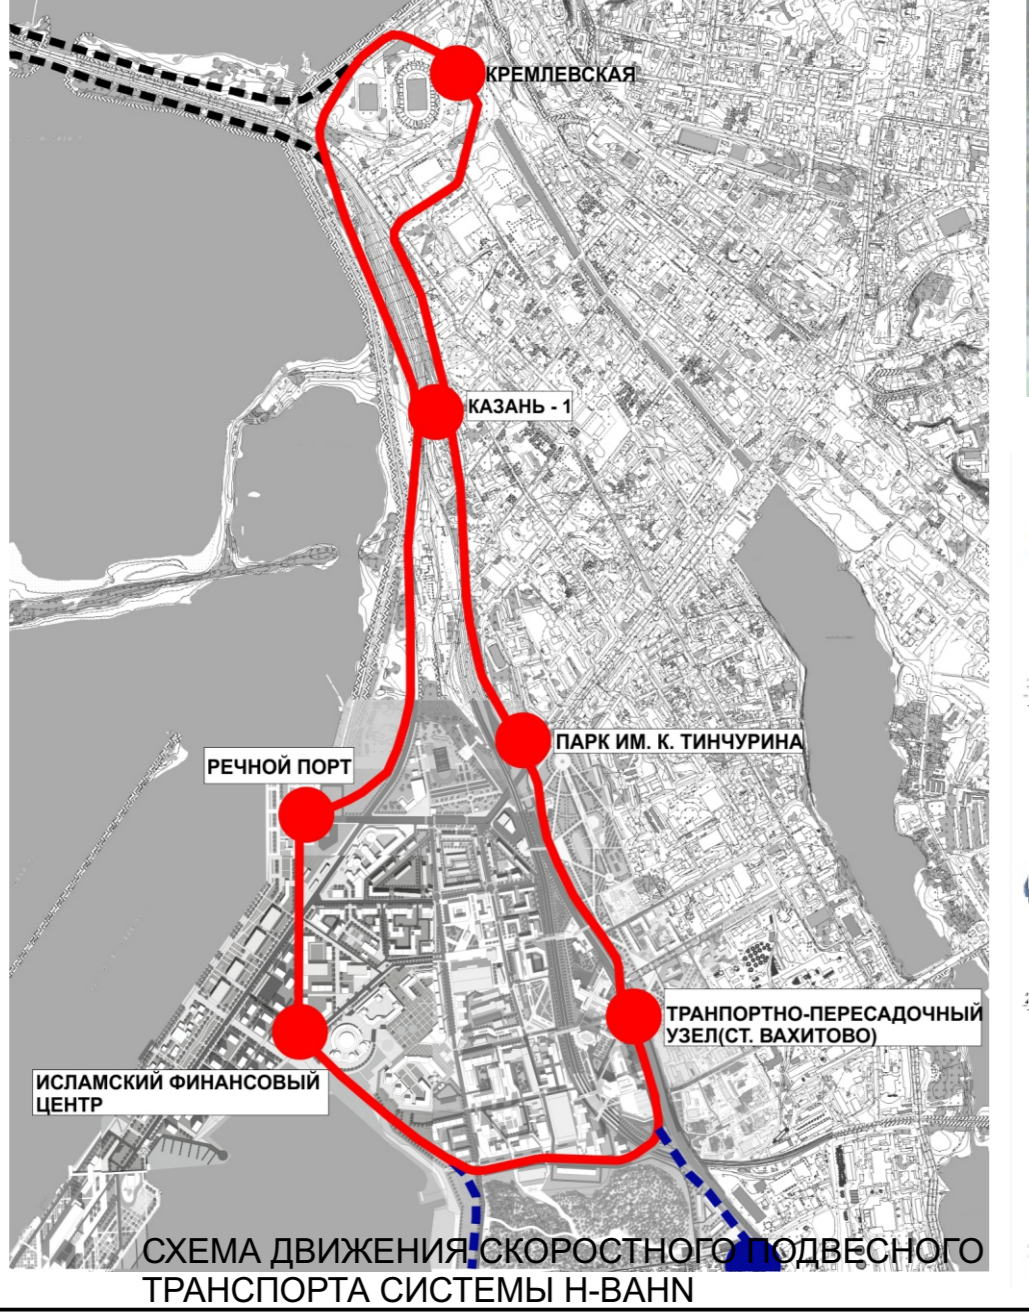 КРЕМЛЕВСКАЯ
КАЗАНЬ - 1
ПАРК ИМ. К. ТИНЧУРИНА
РЕЧНОЙ ПОРТ
ТРАНПОРТНО-ПЕРЕСАДОЧНЫЙ
УЗЕЛ(СТ. ВАХИТОВО)
ИСЛАМСКИЙ ФИНАНСОВЫЙ
ЦЕНТР
СХЕМА ДВИЖЕНИЯ СКОРОСТНОГО ПОДВЕСНОГО
ТРАНСПОРТА СИСТЕМЫ H-BAHN